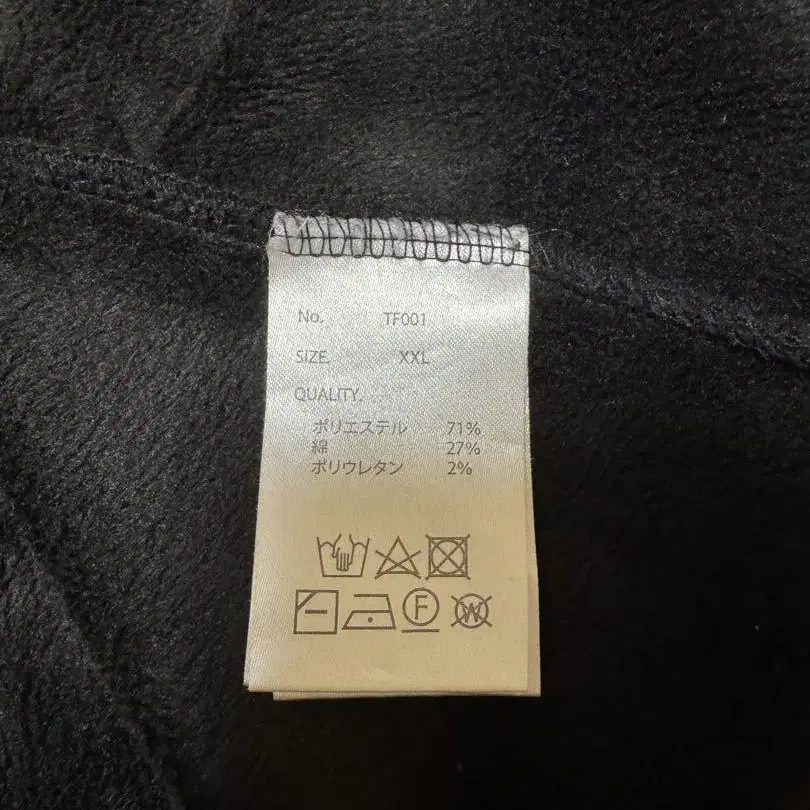 No. TF001
SIZE. XXL
QUALITY.
ポリエステル 71%
綿 27%
ポリウレタン 2%
F W